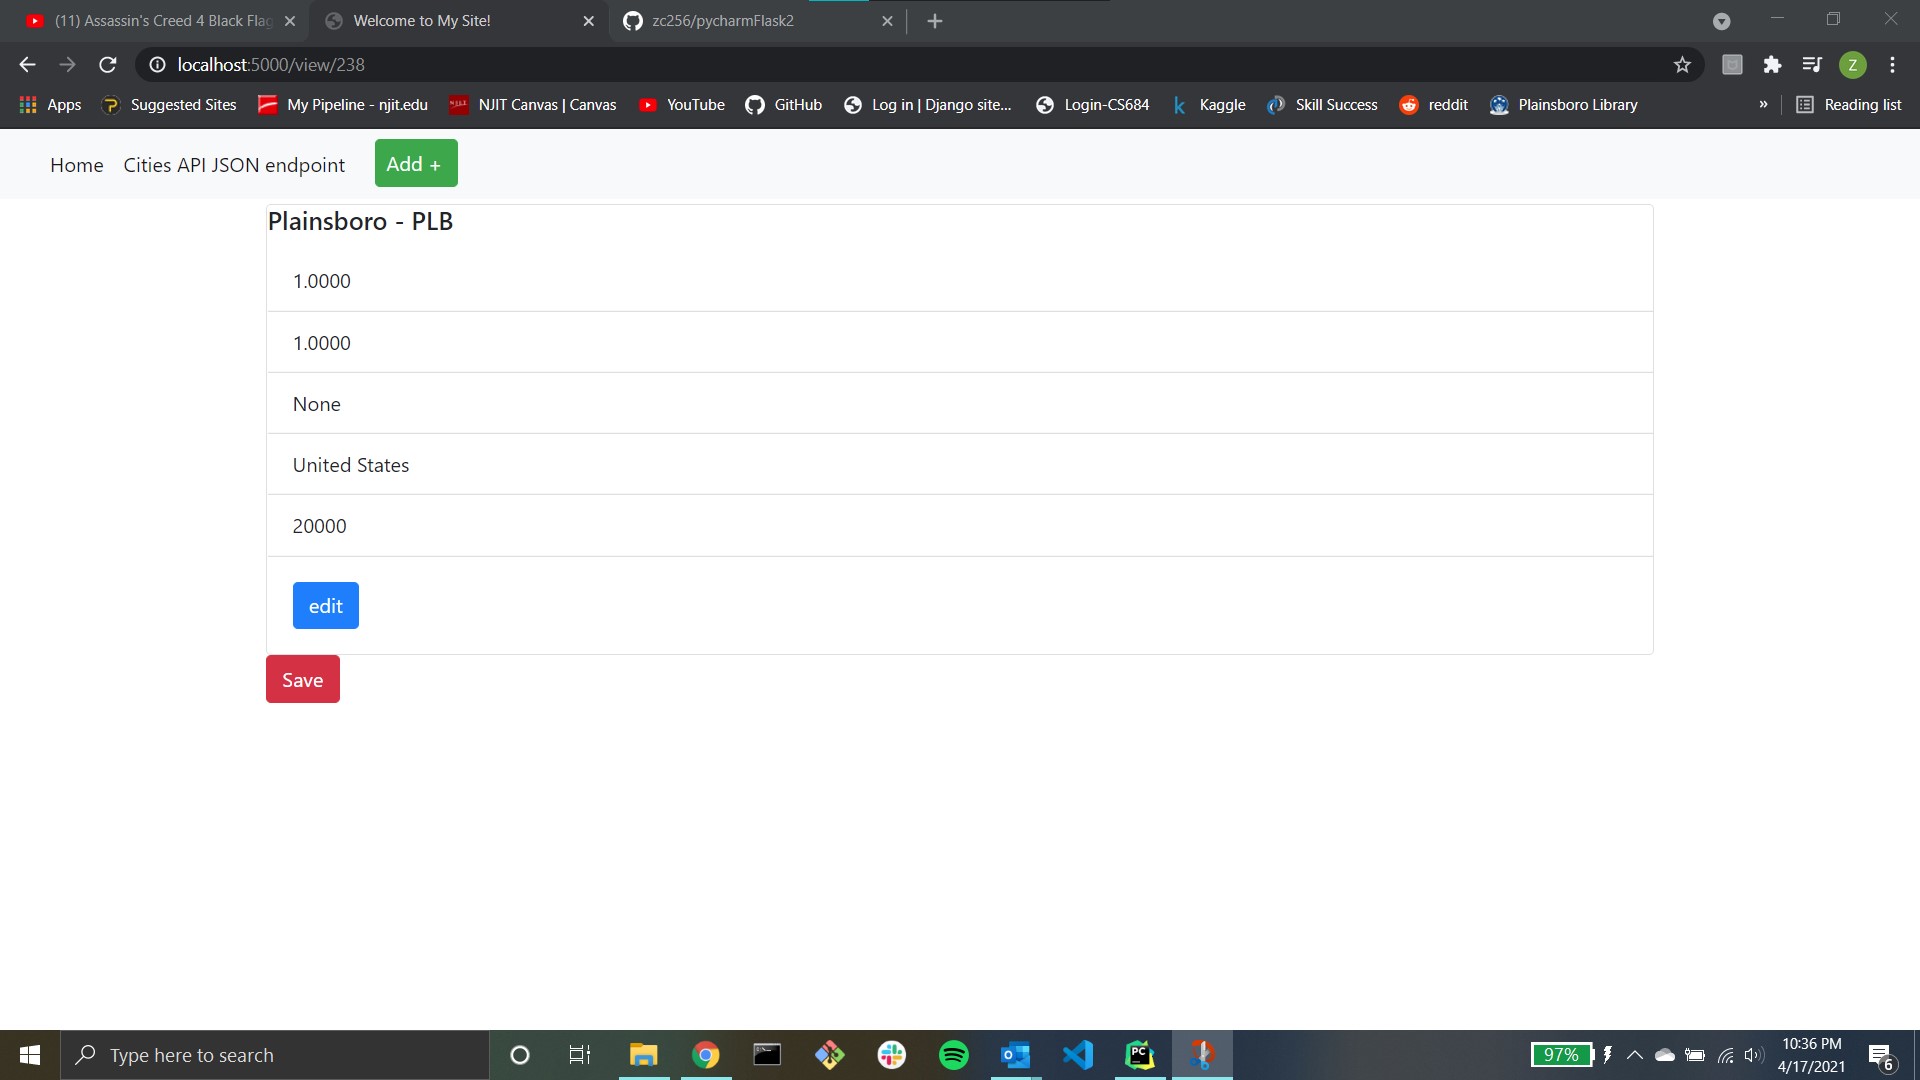 (11) Assassin's Creed 4 Black Flag
Welcome to My Site!
zc256/pycharmFlask2
localhost:5000/view/238
Z
Apps
Suggested Sites
My Pipeline - njit.edu
NJIT Canvas | Canvas
YouTube
GitHub
Log in | Django site...
Login-CS684
k
Kaggle
Skill Success
reddit
Plainsboro Library
»
Reading list
Home
Cities API JSON endpoint
Add +
Plainsboro - PLB
1.0000
1.0000
None
United States
20000
edit
Save
Type here to search
PC
97%
10:36 PM
4/17/2021
6